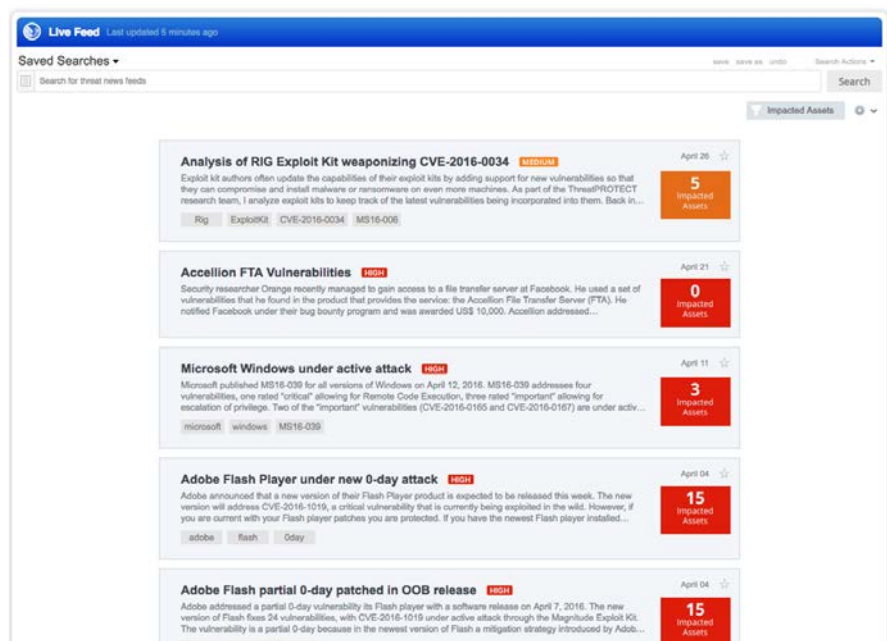 Live Feed Last updated 5 minutes ago
Saved Searches
save save as undo Search Actions
Search for threat news feeds
Search
Impacted Assets
Analysis of RIG Exploit Kit weaponizing CVE-2016-0034 MEDIUM
April 26
Exploit kit authors often update the capabilities of their exploit kits by adding support for new vulnerabilities so that
they can compromise and install malware or ransomware on even more machines. As part of the ThreatPROTECT
research team, I analyze exploit kits to keep track of the latest vulnerabilities being incorporated into them. Back in...
Rig ExploitKit CVE-2016-0034 MS16-006
5
Impacted
Assets
Accellion FTA Vulnerabilities HIGH
April 21
Security researcher Orange recently managed to gain access to a file transfer server at Facebook. He used a set of
vulnerabilities that he found in the product that provides the service: the Accellion File Transfer Server (FTA). He
notified Facebook under their bug bounty program and was awarded US$ 10,000. Accellion addressed...
0
Impacted
Assets
Microsoft Windows under active attack HIGH
April 11
Microsoft published MS16-039 for all versions of Windows on April 12, 2016. MS16-039 addresses four
vulnerabilities, one rated "critical" allowing for Remote Code Execution, three rated "important" allowing for
escalation of privilege. Two of the "important" vulnerabilities (CVE-2016-0165 and CVE-2016-0167) are under activ...
microsoft windows MS16-039
3
Impacted
Assets
Adobe Flash Player under new 0-day attack HIGH
April 04
Adobe announced that a new version of their Flash Player product is expected to be released this week. The new
version will address CVE-2016-1019, a critical vulnerability that is currently being exploited in the wild. However, if
you are current with your Flash player patches you are protected. If you have the newest Flash player installed...
adobe flash 0day
15
Impacted
Assets
Adobe Flash partial 0-day patched in OOB release HIGH
April 04
Adobe addressed a partial 0-day vulnerability its Flash player with a software release on April 7, 2016. The new
version of Flash fixes 24 vulnerabilities, with CVE-2016-1019 under active attack through the Magnitude Exploit Kit.
The vulnerability is a partial 0-day because in the newest version of Flash a mitigation strategy introduced by Adob...
15
Impacted
Assets